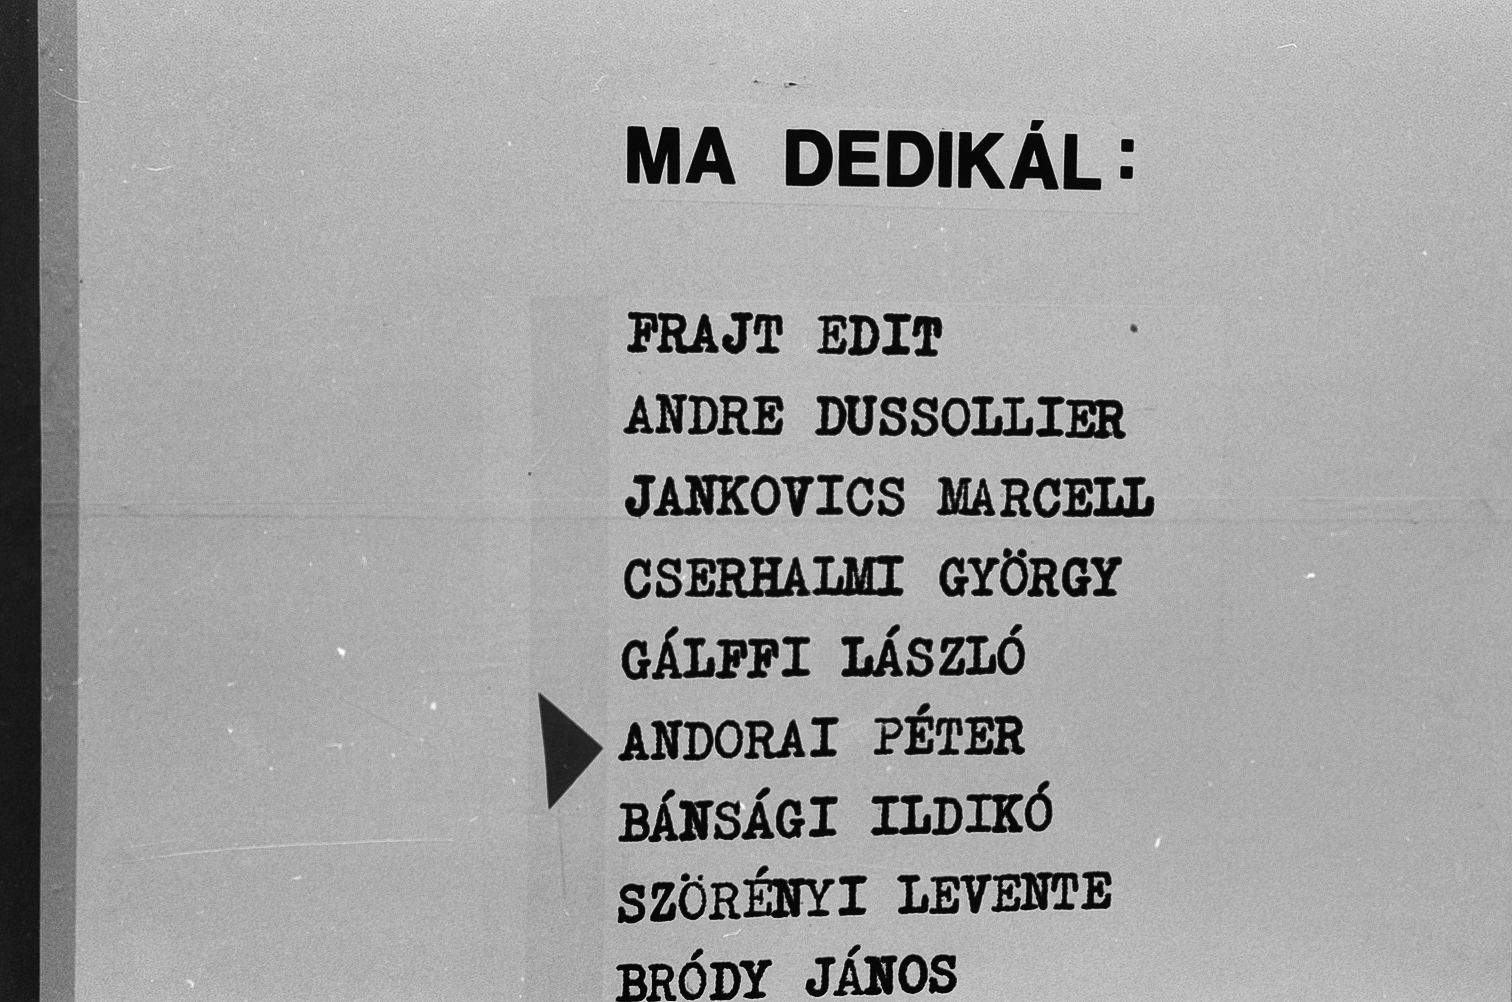 MA DEDIKÁL:
FRAJT EDIT
ANDRE DUSSOLLIER
JANKOVICS MARCELL
CSERHALMI GYÖRGY
GÁLFFI LÁSZLÓ
ANDORAI PÉTER
BÁNSÁGI ILDIKÓ
SZÖRÉNYI LEVENTE
BRÓDY JÁNOS